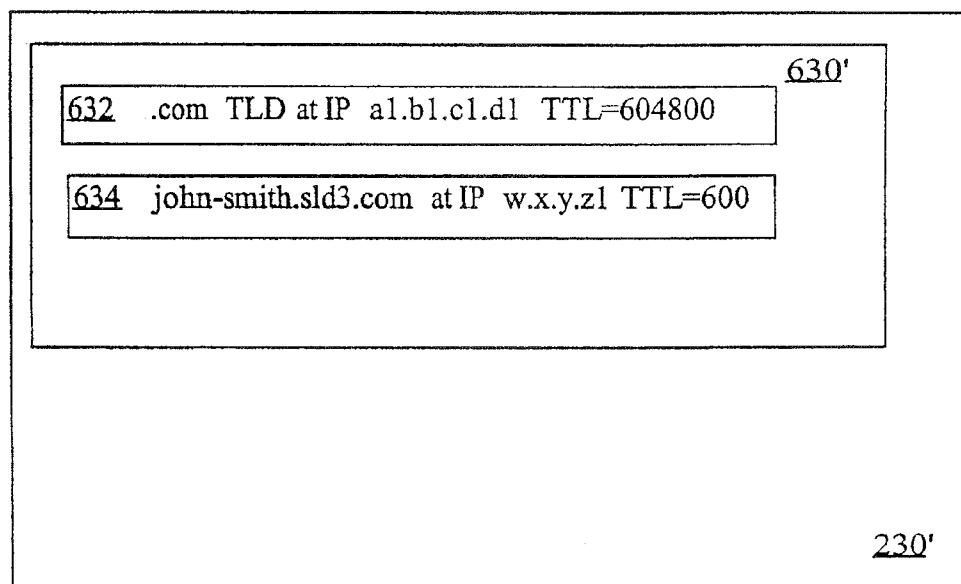 630'
632 .com TLD at IP a1.b1.c1.d1 TTL=604800
634 john-smith.sld3.com at IP w.x.y.z1 TTL=600
230'